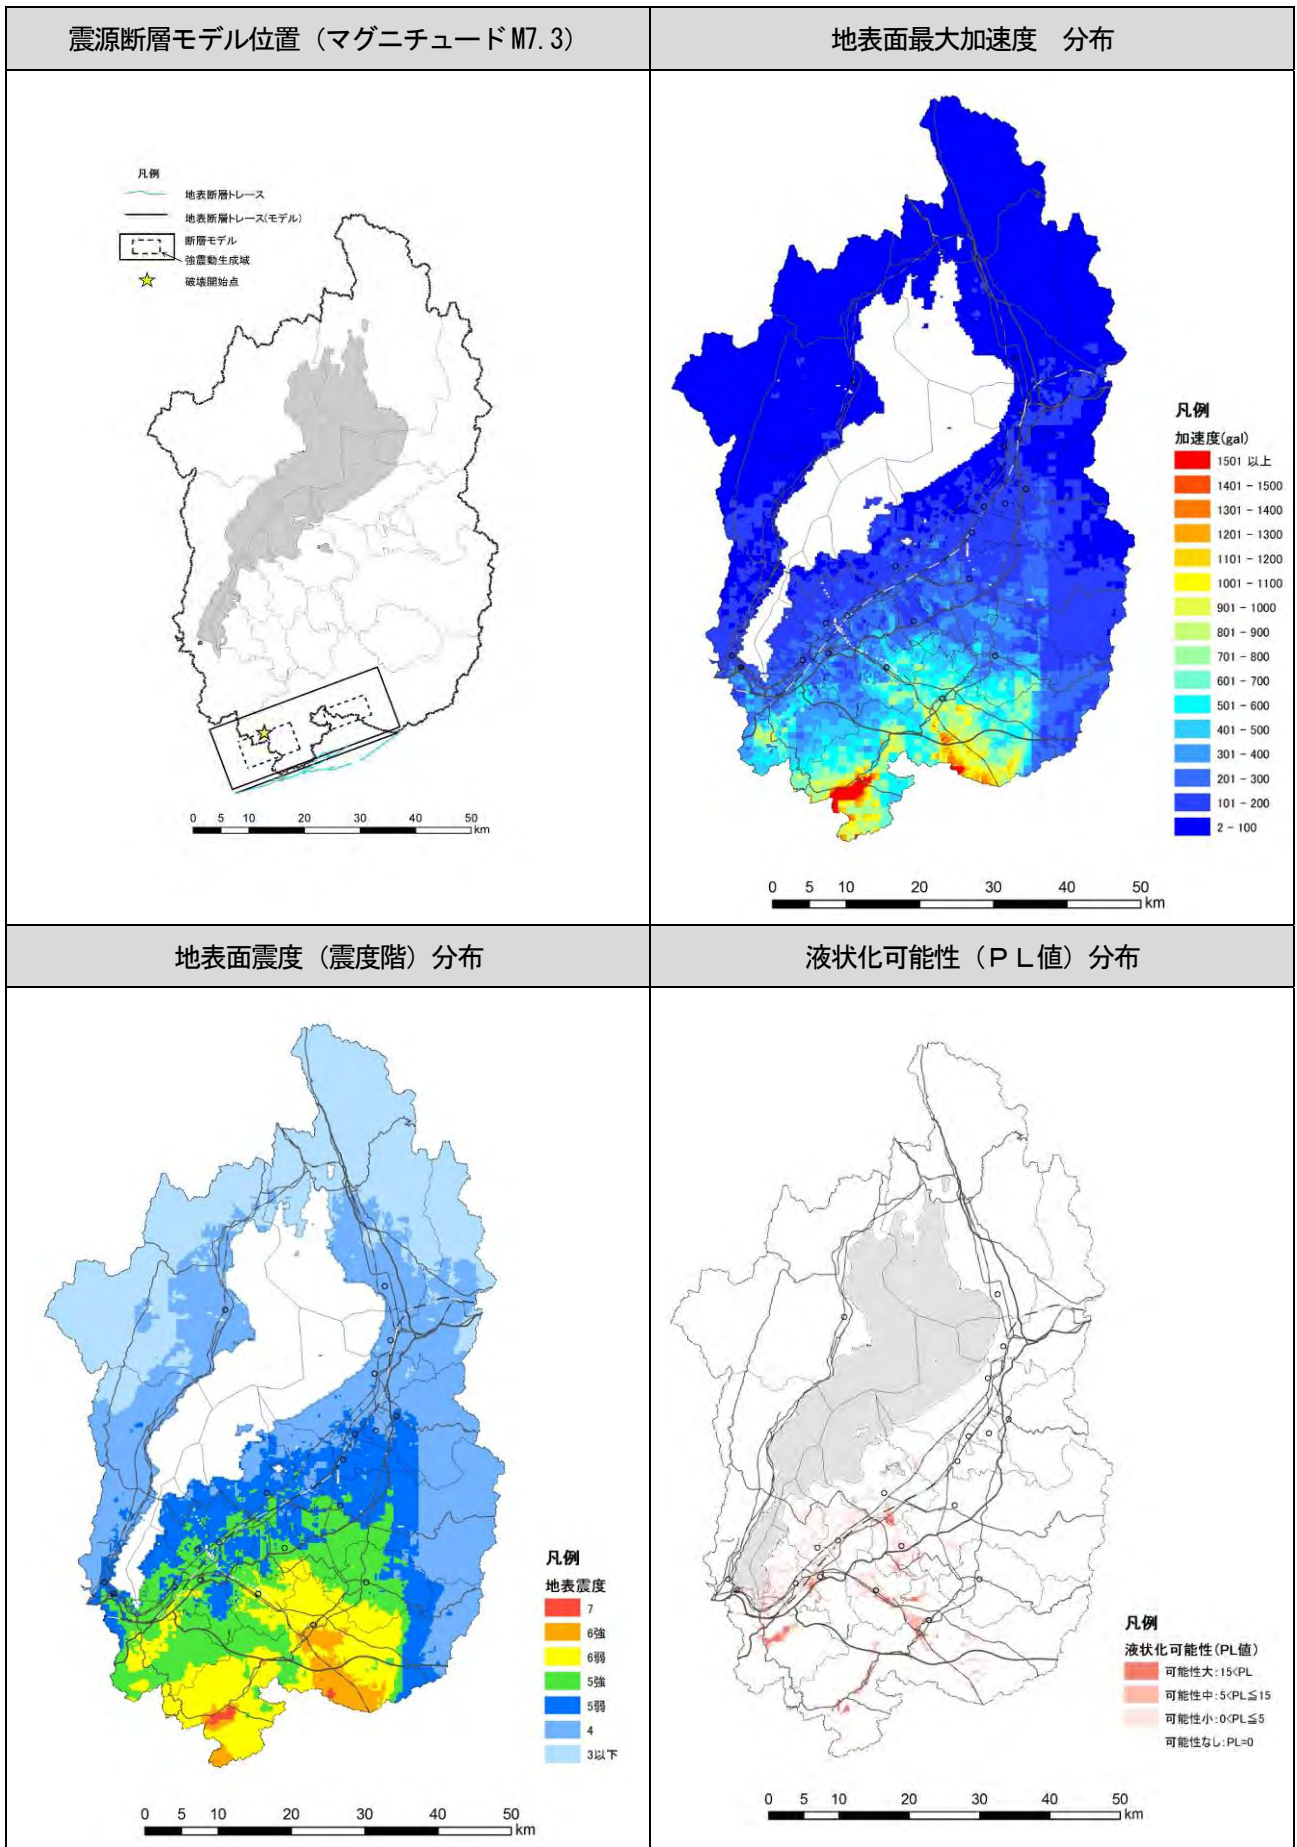 震源断層モデル位置（マグニチュードM7.3）
凡例
地表断層トレース
地表断層トレース(モデル)
断層モデル
強震動生成域
破壊開始点
0 5 10 20 30 40 50
km
地表面最大加速度　分布
凡例
加速度(gal)
1501 以上
1401 - 1500
1301 - 1400
1201 - 1300
1101 - 1200
1001 - 1100
901 - 1000
801 - 900
701 - 800
601 - 700
501 - 600
401 - 500
301 - 400
201 - 300
101 - 200
2 - 100
0 5 10 20 30 40 50
km
地表面震度（震度階）分布
凡例
地表震度
7
6強
6弱
5強
5弱
4
3以下
0 5 10 20 30 40 50
km
液状化可能性（ＰＬ値）分布
凡例
液状化可能性(PL値)
可能性大:15<PL
可能性中:5<PL≦15
可能性小:0<PL≦5
可能性なし:PL=0
0 5 10 20 30 40 50
km